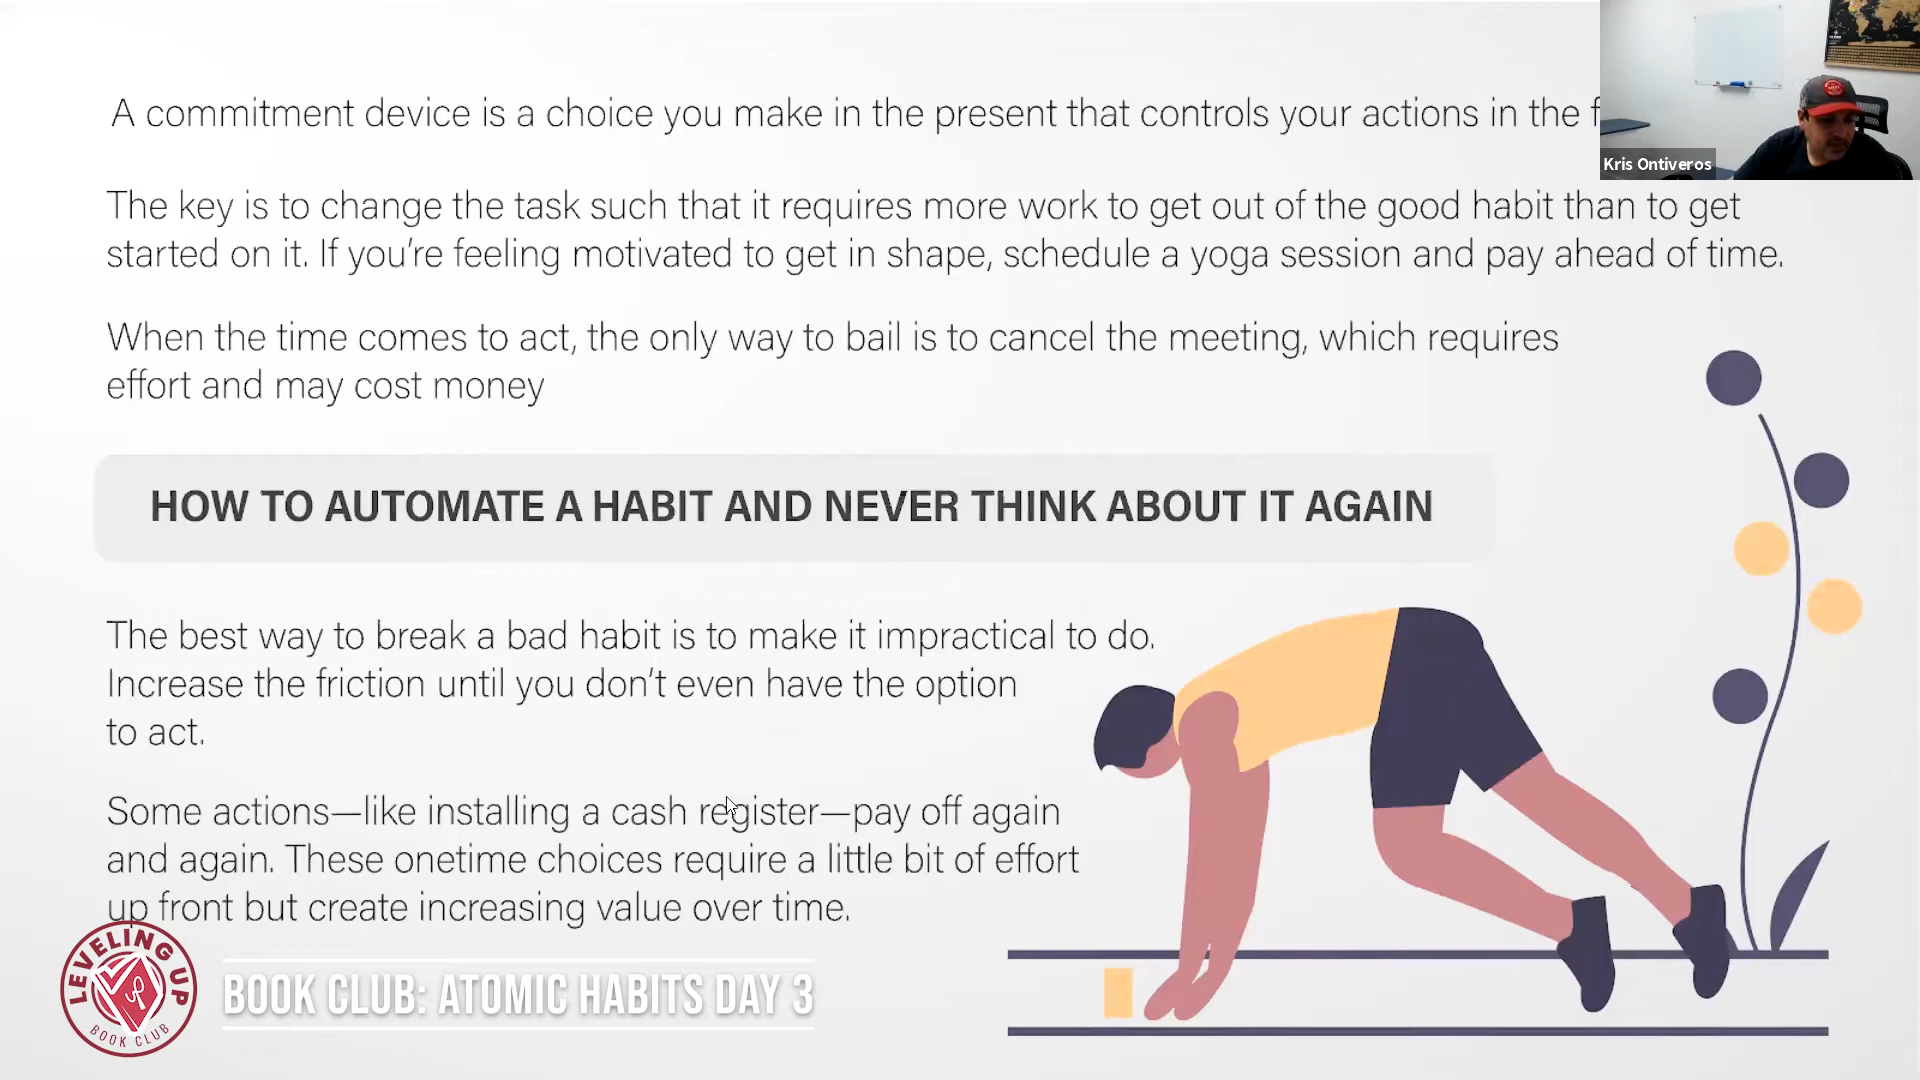 A commitment device is a choice you make in the present that controls your actions in the
Kris Ontiveros
The key is to change the task such that it requires more work to get out of the good habit than to get
started on it. If you’re feeling motivated to get in shape, schedule a yoga session and pay ahead of time.
When the time comes to act, the only way to bail is to cancel the meeting, which requires
effort and may cost money
HOW TO AUTOMATE A HABIT AND NEVER THINK ABOUT IT AGAIN
The best way to break a bad habit is to make it impractical to do.
Increase the friction until you don’t even have the option
to act.
Some actions—like installing a cash register—pay off again
and again. These onetime choices require a little bit of effort
up front but create increasing value over time.
LEVELING UP
BOOK CLUB
BOOK CLUB: ATOMIC HABITS DAY 3